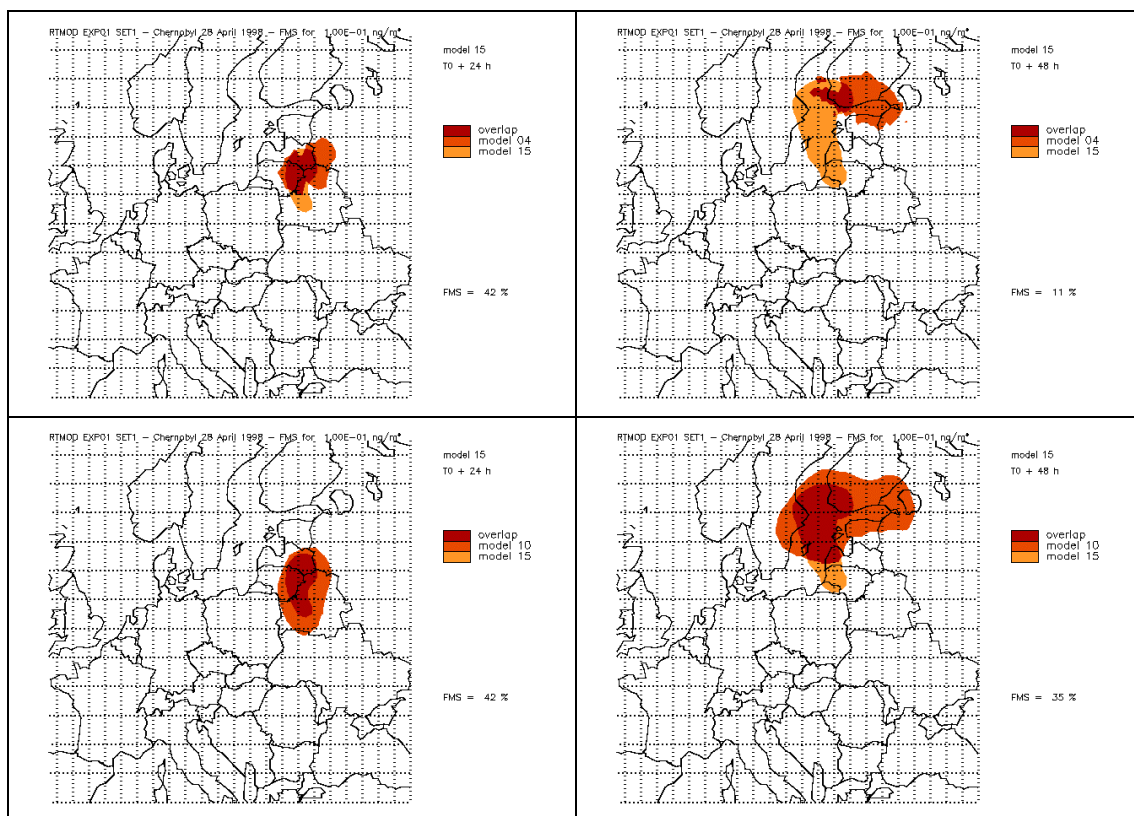 RTMOD EXP01 SET1 - Chernobyl 28 April 1998 - FMS for 1.00E-01 ng/m³
model 15
T0 + 24 h
overlap
model 04
model 15
FMS = 42 %
RTMOD EXP01 SET1 - Chernobyl 28 April 1998 - FMS for 1.00E-01 ng/m³
model 15
T0 + 48 h
overlap
model 04
model 15
FMS = 11 %
RTMOD EXP01 SET1 - Chernobyl 28 April 1998 - FMS for 1.00E-01 ng/m³
model 15
T0 + 24 h
overlap
model 10
model 15
FMS = 42 %
RTMOD EXP01 SET1 - Chernobyl 28 April 1998 - FMS for 1.00E-01 ng/m³
model 15
T0 + 48 h
overlap
model 10
model 15
FMS = 35 %